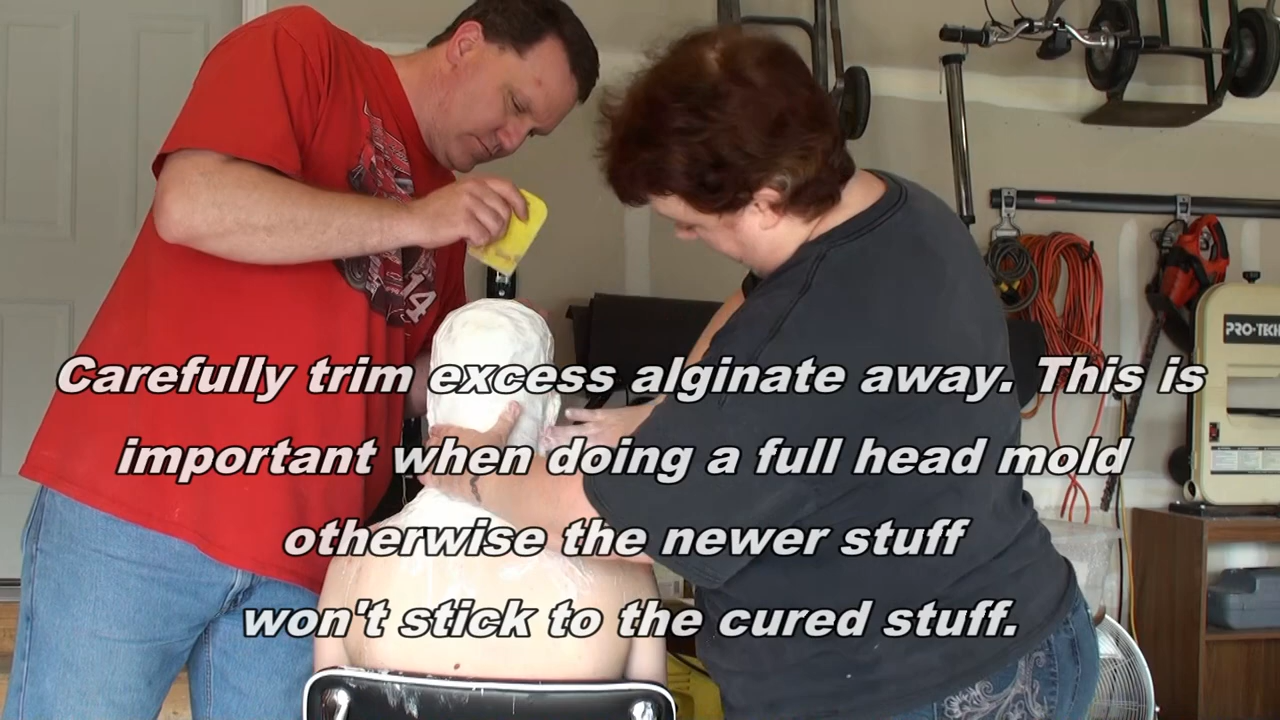 PRO-TECH
14
Carefully trim excess alginate away. This is
important when doing a full head mold
otherwise the newer stuff
won't stick to the cured stuff.